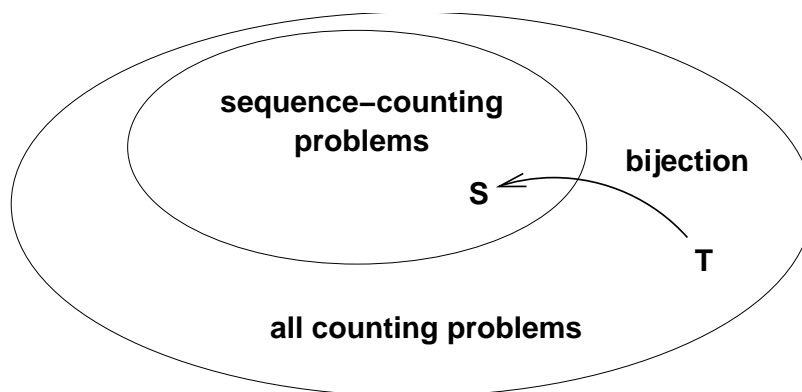 sequence−counting
problems
bijection
S
T
all counting problems